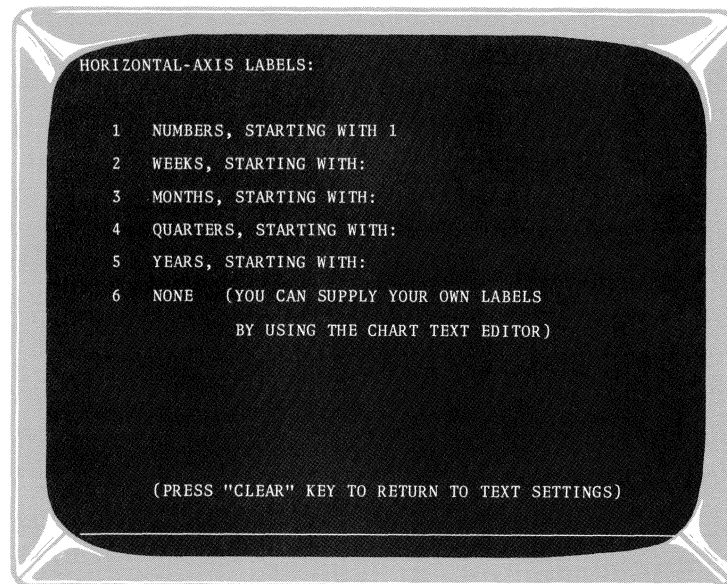 HORIZONTAL-AXIS LABELS:
1 NUMBERS, STARTING WITH 1
2 WEEKS, STARTING WITH:
3 MONTHS, STARTING WITH:
4 QUARTERS, STARTING WITH:
5 YEARS, STARTING WITH:
6 NONE (YOU CAN SUPPLY YOUR OWN LABELS
BY USING THE CHART TEXT EDITOR)
(PRESS "CLEAR" KEY TO RETURN TO TEXT SETTINGS)